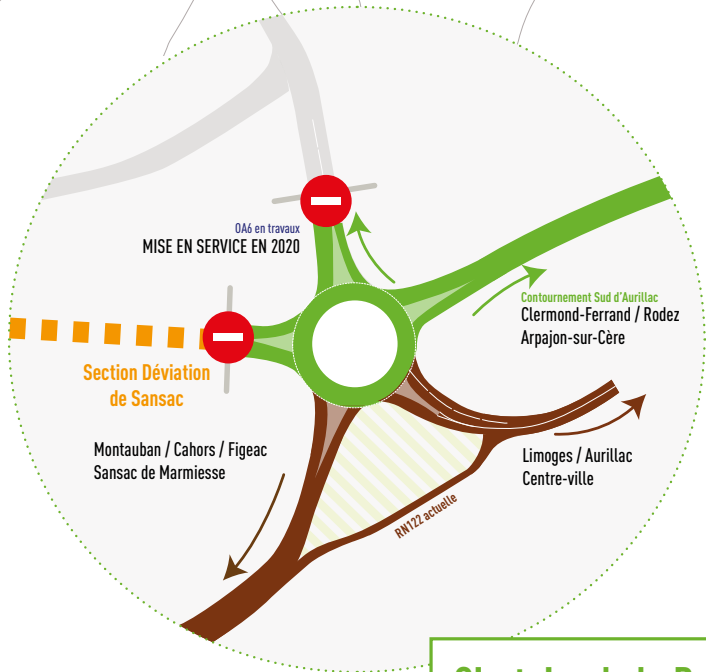 OA6 en travaux
MISE EN SERVICE EN 2020
Contournement Sud d'Aurillac
Clermond-Ferrand / Rodez
Arpajon-sur-Cère
Section Déviation
de Sansac
Montauban / Cahors / Figeac
Sansac de Marmiesse
Limoges / Aurillac
Centre-ville
RN122 actuelle